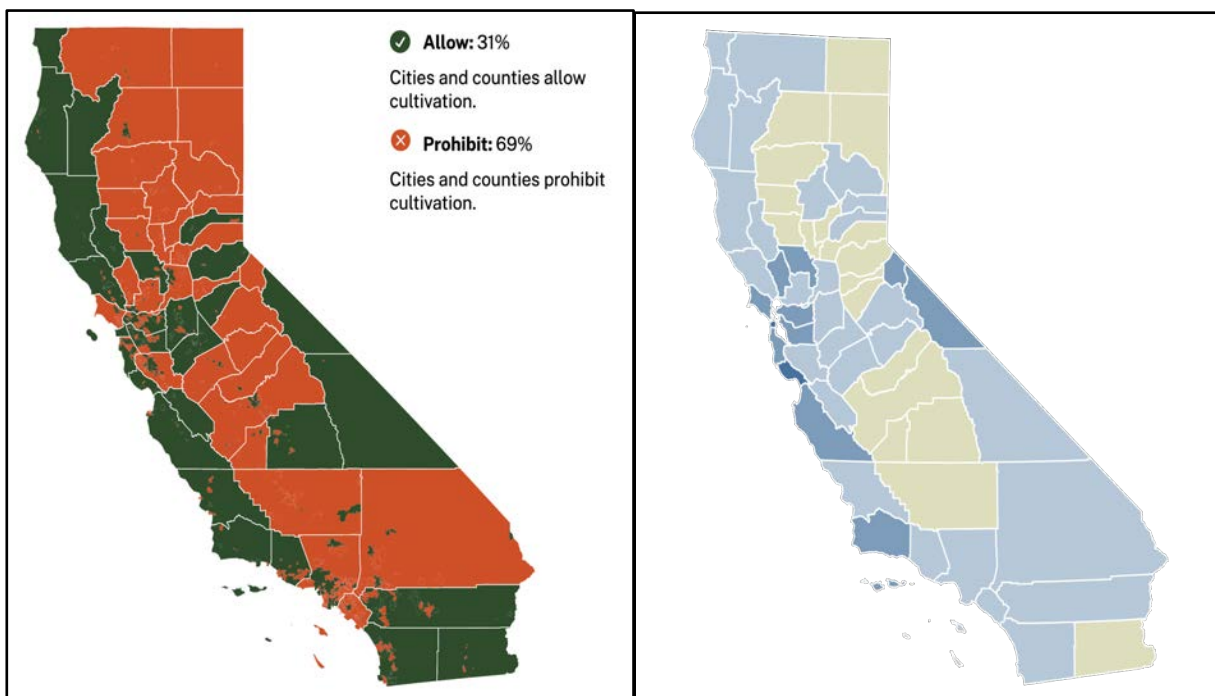 Allow: 31%
Cities and counties allow
cultivation.
Prohibit: 69%
Cities and counties prohibit
cultivation.